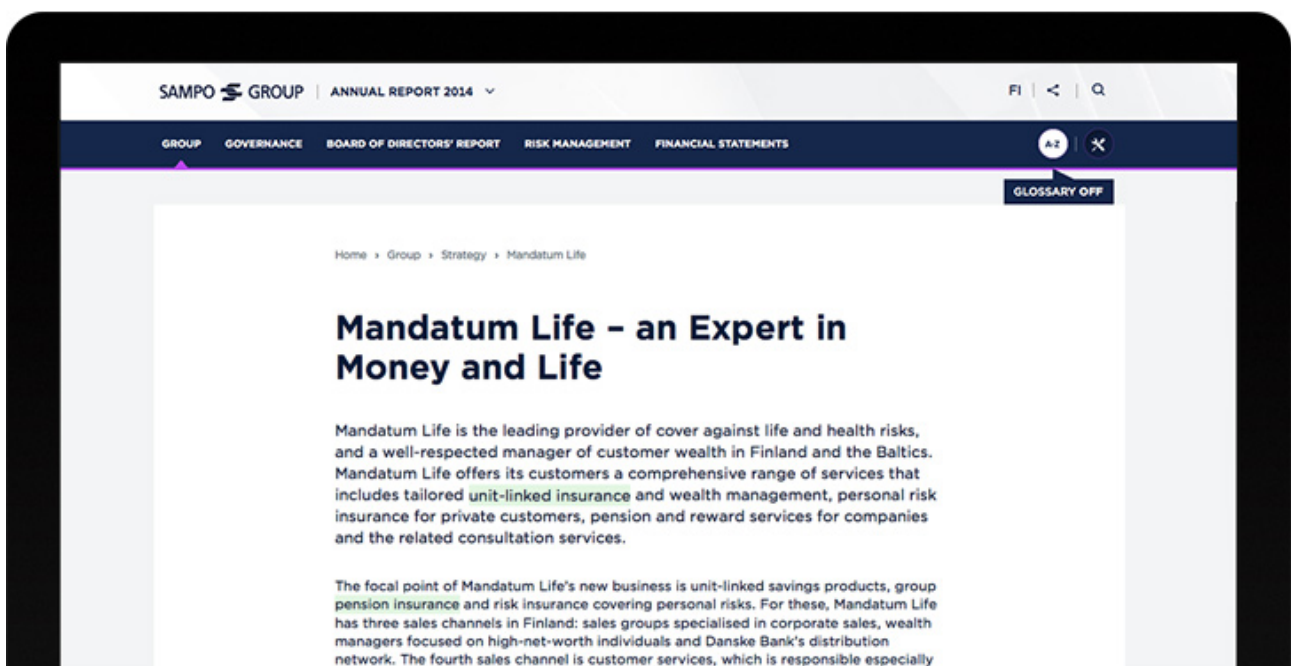 SAMPO GROUP | ANNUAL REPORT 2014
FI
GROUP GOVERNANCE BOARD OF DIRECTORS' REPORT RISK MANAGEMENT FINANCIAL STATEMENTS
A-Z
GLOSSARY OFF
Home › Group › Strategy › Mandatum Life
Mandatum Life – an Expert in
Money and Life
Mandatum Life is the leading provider of cover against life and health risks,
and a well-respected manager of customer wealth in Finland and the Baltics.
Mandatum Life offers its customers a comprehensive range of services that
includes tailored unit-linked insurance and wealth management, personal risk
insurance for private customers, pension and reward services for companies
and the related consultation services.
The focal point of Mandatum Life's new business is unit-linked savings products, group
pension insurance and risk insurance covering personal risks. For these, Mandatum Life
has three sales channels in Finland: sales groups specialised in corporate sales, wealth
managers focused on high-net-worth individuals and Danske Bank's distribution
network. The fourth sales channel is customer services, which is responsible especially